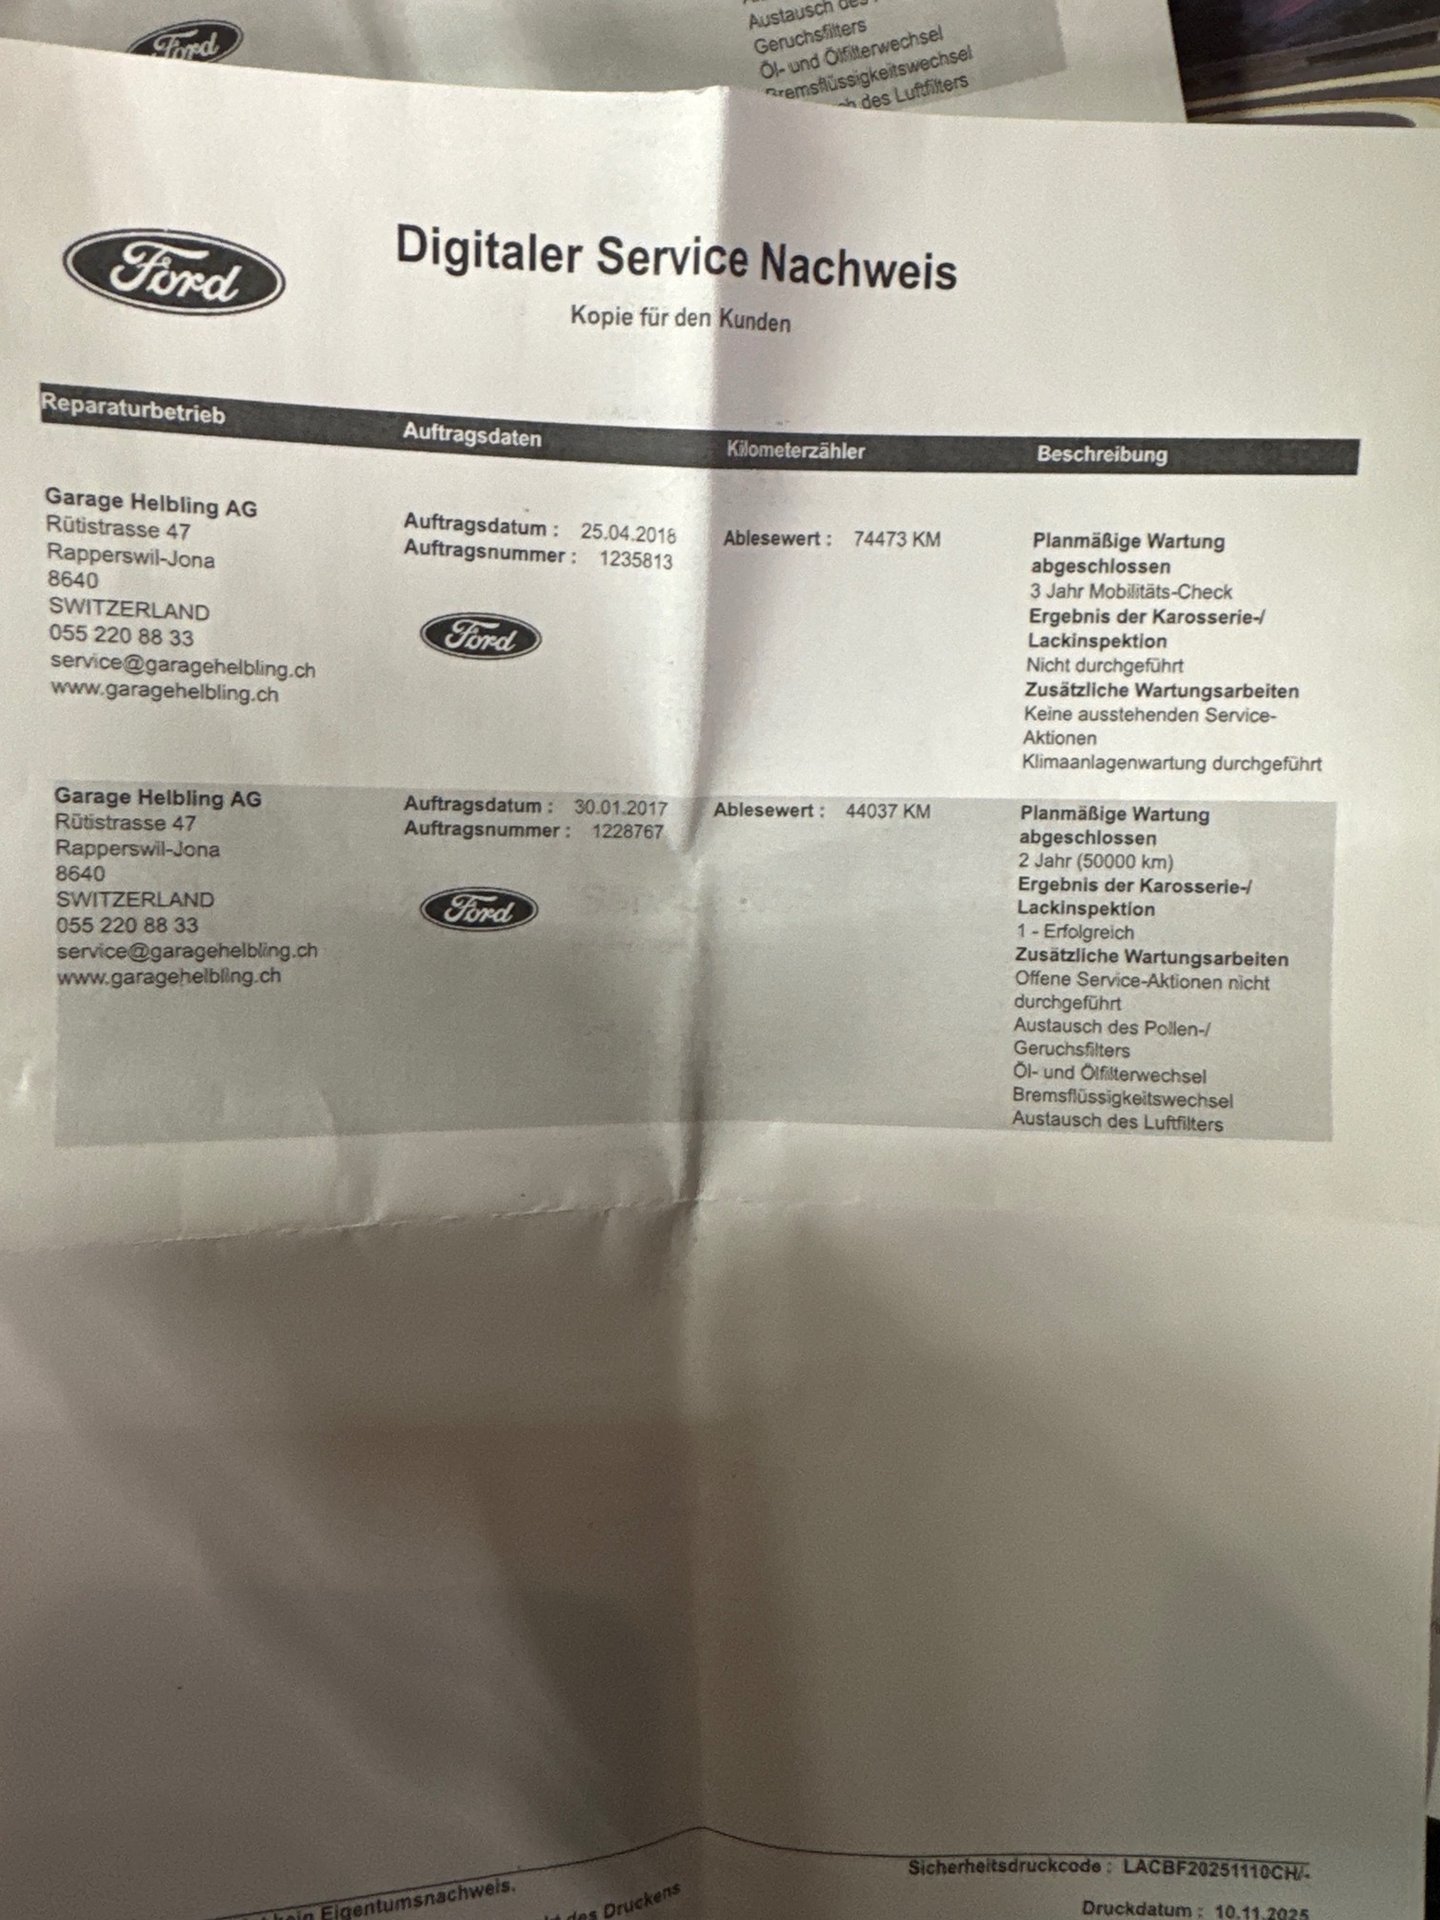 Ford
Austausch des
Geruchsfilters
Öl- und Ölfilterwechsel
Bremsflüssigkeitswechsel
des Luftfilters
Ford
Digitaler Service Nachweis
Kopie für den Kunden
Reparaturbetrieb Auftragsdaten Kilometerzähler Beschreibung
Garage Helbling AG
Rütistrasse 47
Rapperswil-Jona
8640
SWITZERLAND
055 220 88 33
service@garagehelbling.ch
www.garagehelbling.ch
Auftragsdatum : 25.04.2018
Auftragsnummer : 1235813
Ford
Ablesewert : 74473 KM
Planmäßige Wartung
abgeschlossen
3 Jahr Mobilitäts-Check
Ergebnis der Karosserie-/
Lackinspektion
Nicht durchgeführt
Zusätzliche Wartungsarbeiten
Keine ausstehenden Service-
Aktionen
Klimaanlagenwartung durchgeführt
Garage Helbling AG
Rütistrasse 47
Rapperswil-Jona
8640
SWITZERLAND
055 220 88 33
service@garagehelbling.ch
www.garagehelbling.ch
Auftragsdatum : 30.01.2017
Auftragsnummer : 1228767
Ford
Ablesewert : 44037 KM
Planmäßige Wartung
abgeschlossen
2 Jahr (50000 km)
Ergebnis der Karosserie-/
Lackinspektion
1 - Erfolgreich
Zusätzliche Wartungsarbeiten
Offene Service-Aktionen nicht
durchgeführt
Austausch des Pollen-/
Geruchsfilters
Öl- und Ölfilterwechsel
Bremsflüssigkeitswechsel
Austausch des Luftfilters
kein Eigentumsnachweis.
des Druckens
Sicherheitsdruckcode : LACBF20251110CH/-
Druckdatum : 10.11.2025